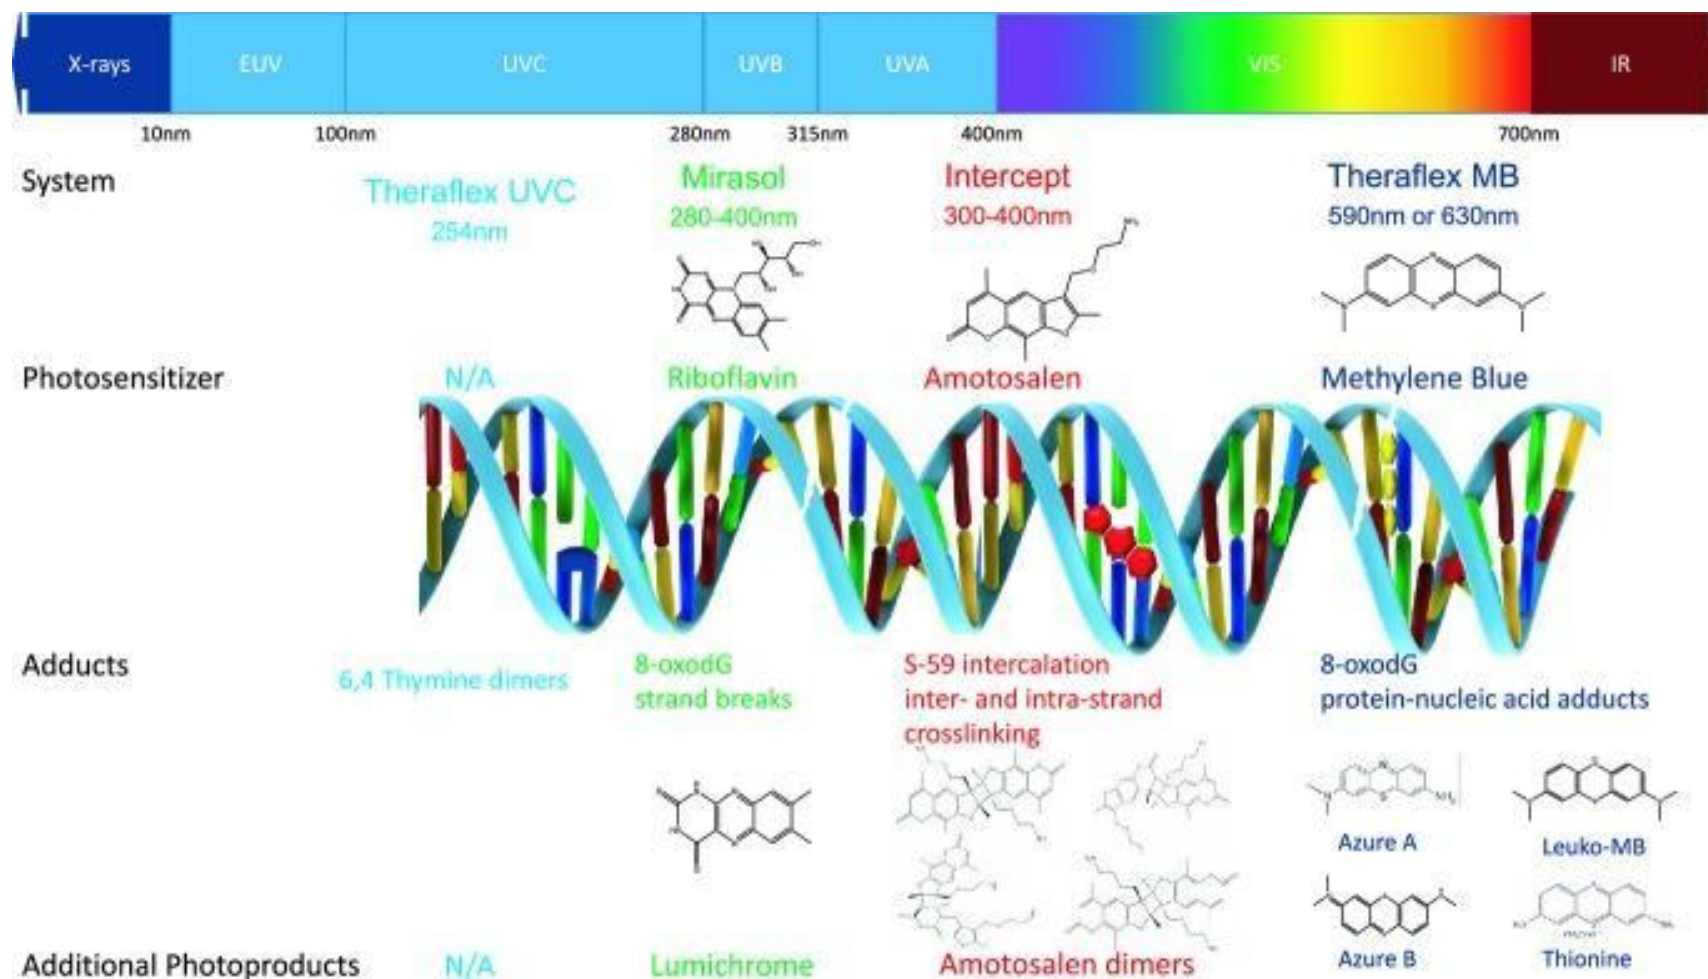 X-rays EUV UVC UVB UVA VIS IR
10nm 100nm 280nm 315nm 400nm 700nm
System
Theraflex UVC
254nm
Mirasol
280-400nm
Intercept
300-400nm
Theraflex MB
590nm or 630nm
Photosensitizer N/A Riboflavin Amotosalen Methylene Blue
Adducts
6,4 Thymine dimers
8-oxodG
strand breaks
S-59 intercalation
inter- and intra-strand
crosslinking
8-oxodG
protein-nucleic acid adducts
Azure A Leuko-MB
Azure B Thionine
Additional Photoproducts N/A Lumichrome Amotosalen dimers